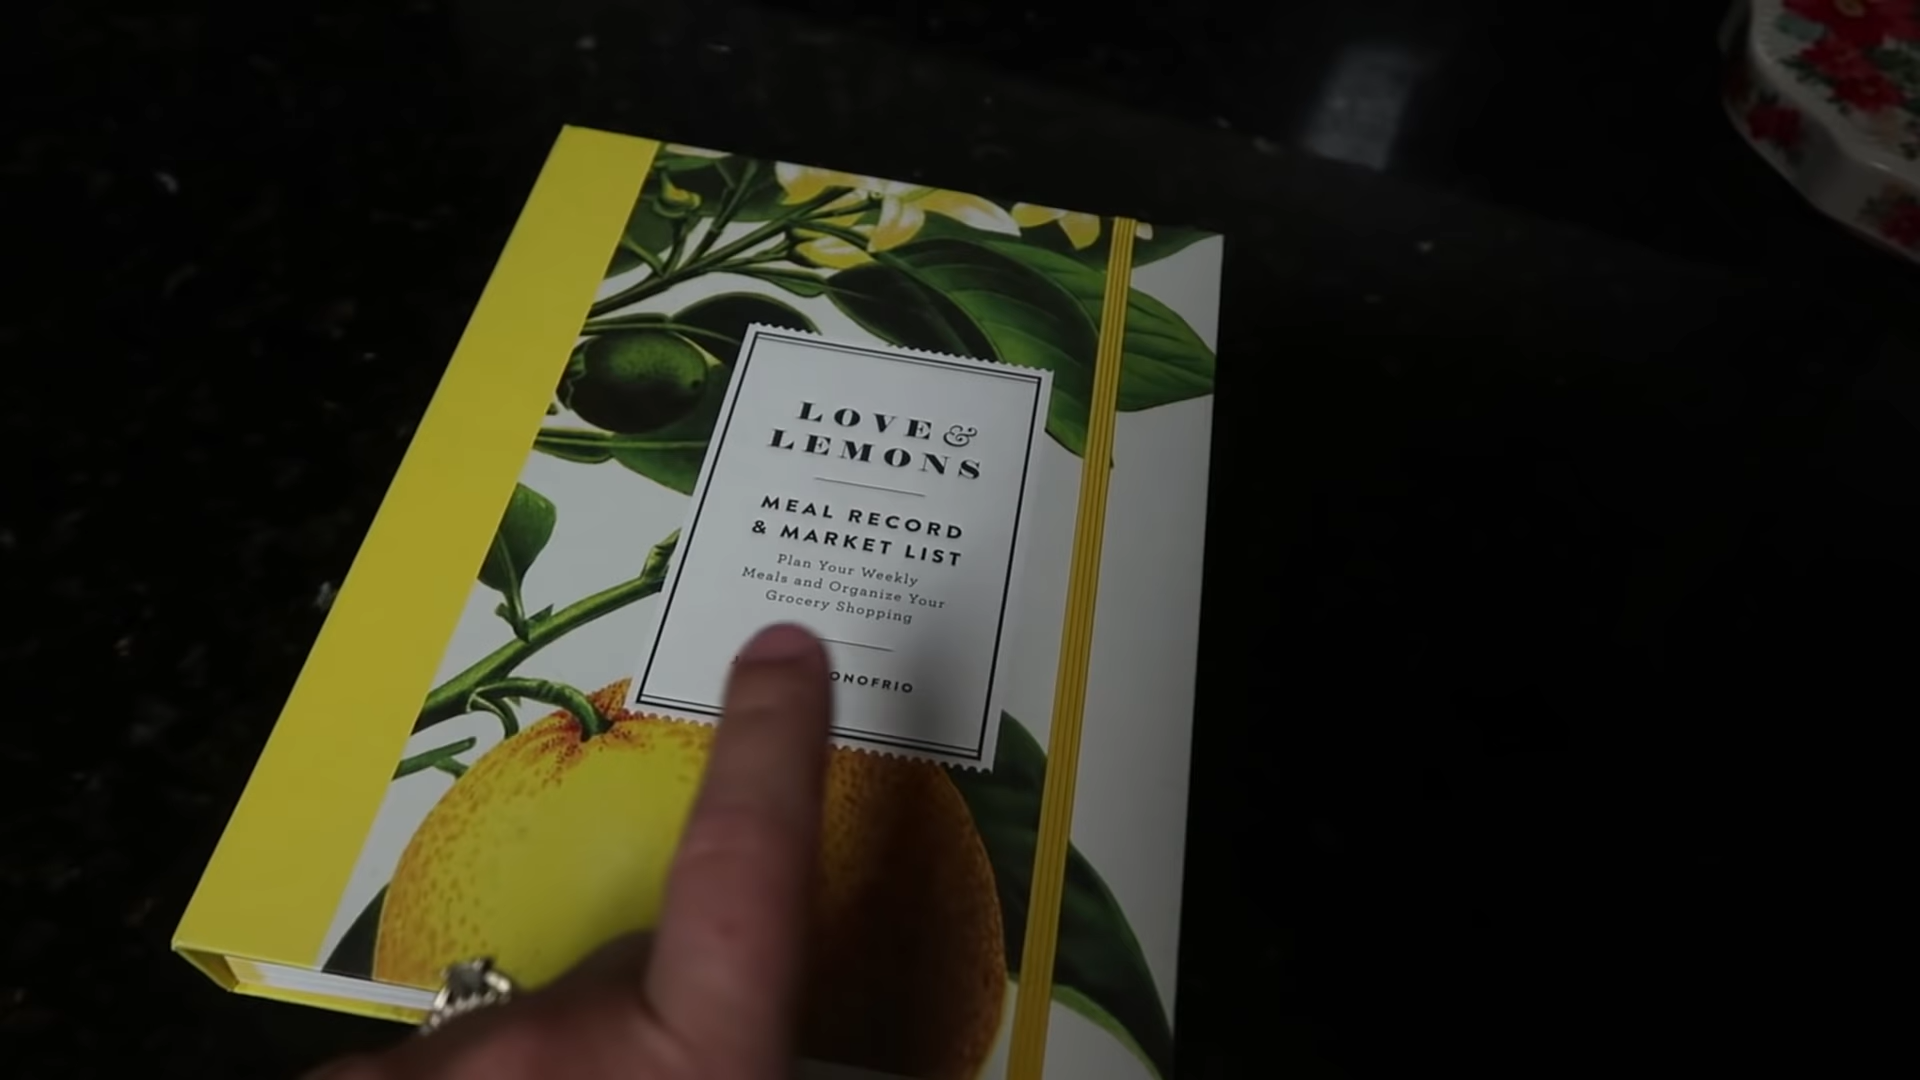 LOVE &
LEMONS
MEAL RECORD
& MARKET LIST
Plan Your Weekly
Meals and Organize Your
Grocery Shopping
ONOFRIO